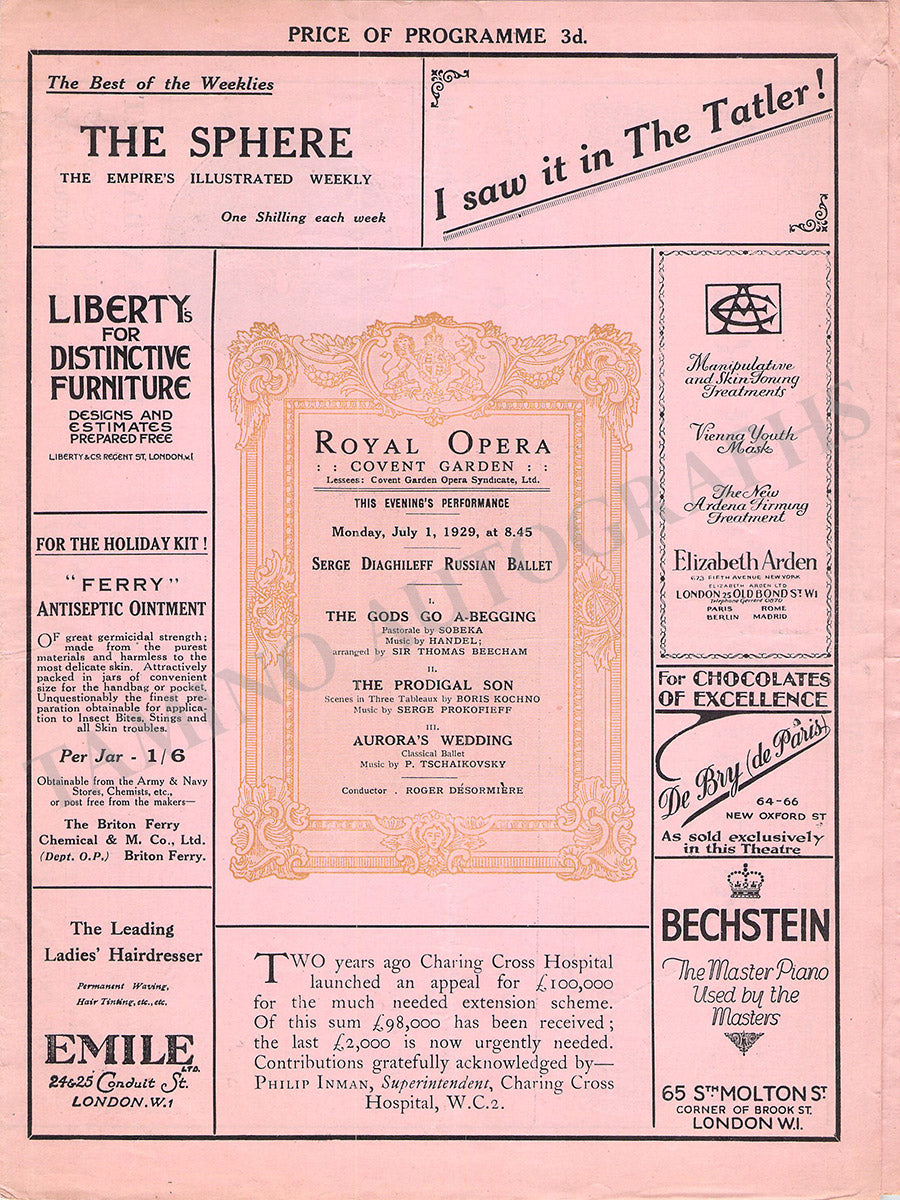 PRICE OF PROGRAMME 3d.
The Best of the Weeklies
THE SPHERE
THE EMPIRE'S ILLUSTRATED WEEKLY
One Shilling each week
I saw it in The Tatler!
LIBERTY'S
FOR
DISTINCTIVE
FURNITURE
DESIGNS AND
ESTIMATES
PREPARED FREE
LIBERTY & CO. REGENT ST, LONDON. W.1
FOR THE HOLIDAY KIT!
"FERRY"
ANTISEPTIC OINTMENT
OF great germicidal strength;
made from the purest
materials and harmless to the
most delicate skin. Attractively
packed in jars of convenient
size for the handbag or pocket.
Unquestionably the finest pre-
paration obtainable for applica-
tion to Insect Bites, Stings and
all Skin troubles.
Per Jar - 1/6
Obtainable from the Army & Navy
Stores, Chemists, etc.,
or post free from the makers—
The Briton Ferry
Chemical & M. Co., Ltd.
(Dept. O.P.) Briton Ferry.
The Leading
Ladies' Hairdresser
Permanent Waving,
Hair Tinting, etc., etc.
EMILE LTD.
24 & 25 Conduit St.
LONDON. W.1
ROYAL OPERA
: : COVENT GARDEN : :
Lessees: Covent Garden Opera Syndicate, Ltd.
THIS EVENING'S PERFORMANCE
Monday, July 1, 1929, at 8.45
SERGE DIAGHILEFF RUSSIAN BALLET
I.
THE GODS GO A-BEGGING
Pastorale by SOBEKA
Music by HANDEL;
arranged by SIR THOMAS BEECHAM
II.
THE PRODIGAL SON
Scenes in Three Tableaux by BORIS KOCHNO
Music by SERGE PROKOFIEFF
III.
AURORA'S WEDDING
Classical Ballet
Music by P. TSCHAIKOVSKY
Conductor . ROGER DÉSORMIÈRE
TWO years ago Charing Cross Hospital
launched an appeal for £100,000
for the much needed extension scheme.
Of this sum £98,000 has been received;
the last £2,000 is now urgently needed.
Contributions gratefully acknowledged by—
PHILIP INMAN, Superintendent, Charing Cross
Hospital, W.C.2.
Manipulative
and Skin Toning
Treatments
Vienna Youth
Mask
The New
Ardena Firming
Treatment
Elizabeth Arden
673 FIFTH AVENUE NEW YORK
ELIZABETH ARDEN LTD
LONDON 25 OLD BOND ST. W1
PARIS ROME
BERLIN MADRID
For CHOCOLATES
OF EXCELLENCE
De Bry (de Paris)
64-66
NEW OXFORD ST
As sold exclusively
in this Theatre
BECHSTEIN
The Master Piano
Used by the
Masters
65 STH MOLTON ST.
CORNER OF BROOK ST.
LONDON W.I.
TAMINO AUTOGRAPHS